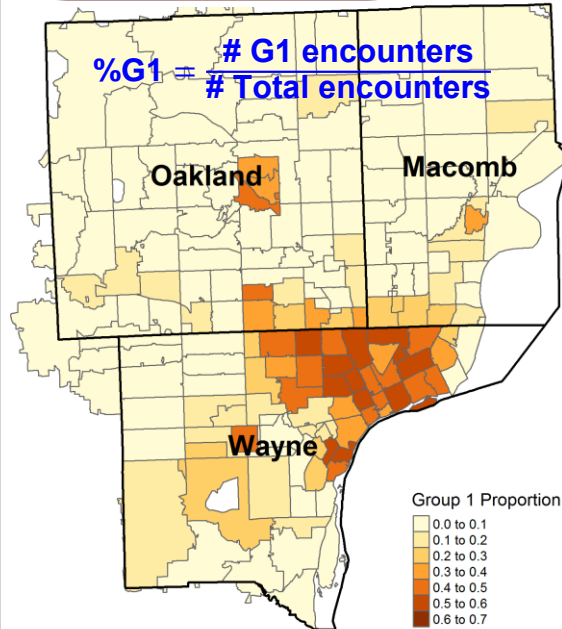 %G1 = # G1 encounters
# Total encounters
Oakland
Macomb
Wayne
Group 1 Proportion
0.0 to 0.1
0.1 to 0.2
0.2 to 0.3
0.3 to 0.4
0.4 to 0.5
0.5 to 0.6
0.6 to 0.7